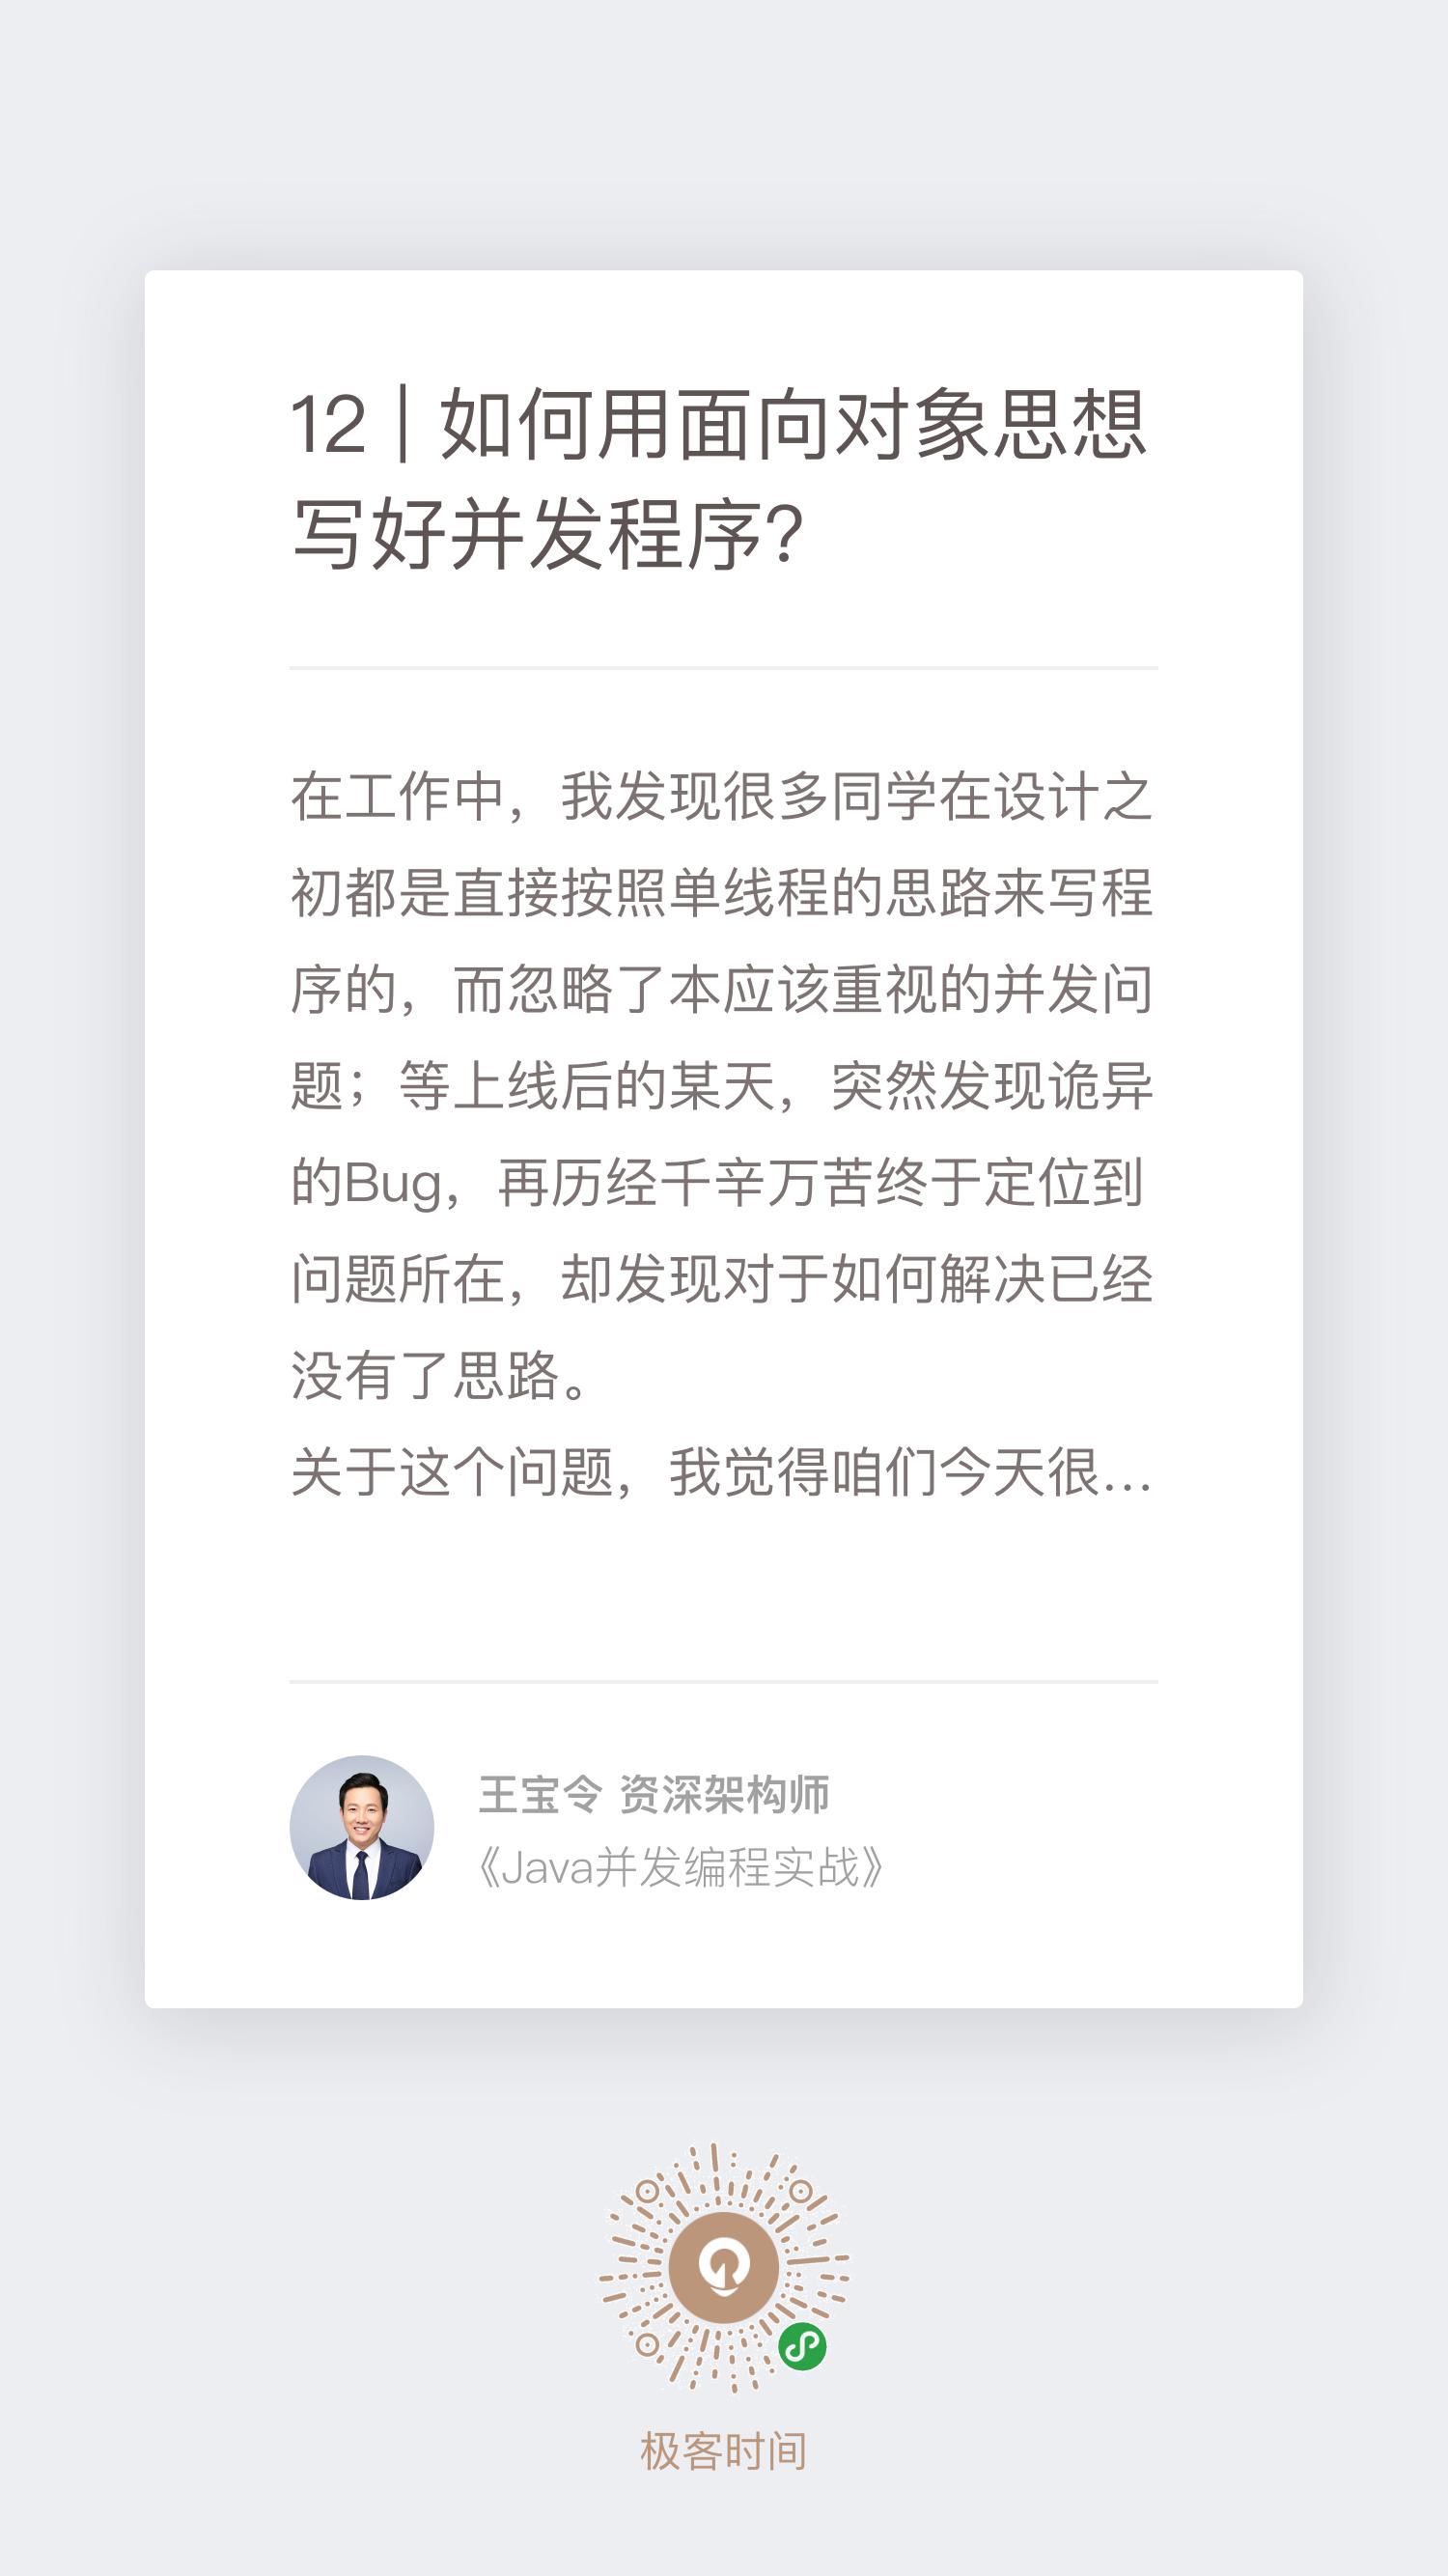 12 | 如何用面向对象思想
写好并发程序？
在工作中，我发现很多同学在设计之
初都是直接按照单线程的思路来写程
序的，而忽略了本应该重视的并发问
题；等上线后的某天，突然发现诡异
的Bug，再历经千辛万苦终于定位到
问题所在，却发现对于如何解决已经
没有了思路。
关于这个问题，我觉得咱们今天很...
王宝令 资深架构师
《Java并发编程实战》
极客时间